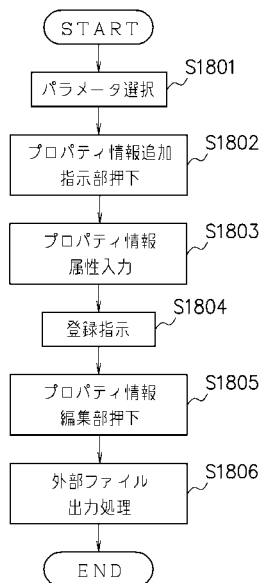 START
S1801
パラメータ選択
S1802
プロパティ情報追加
指示部押下
S1803
プロパティ情報
属性入力
S1804
登録指示
S1805
プロパティ情報
編集部押下
S1806
外部ファイル
出力処理
END